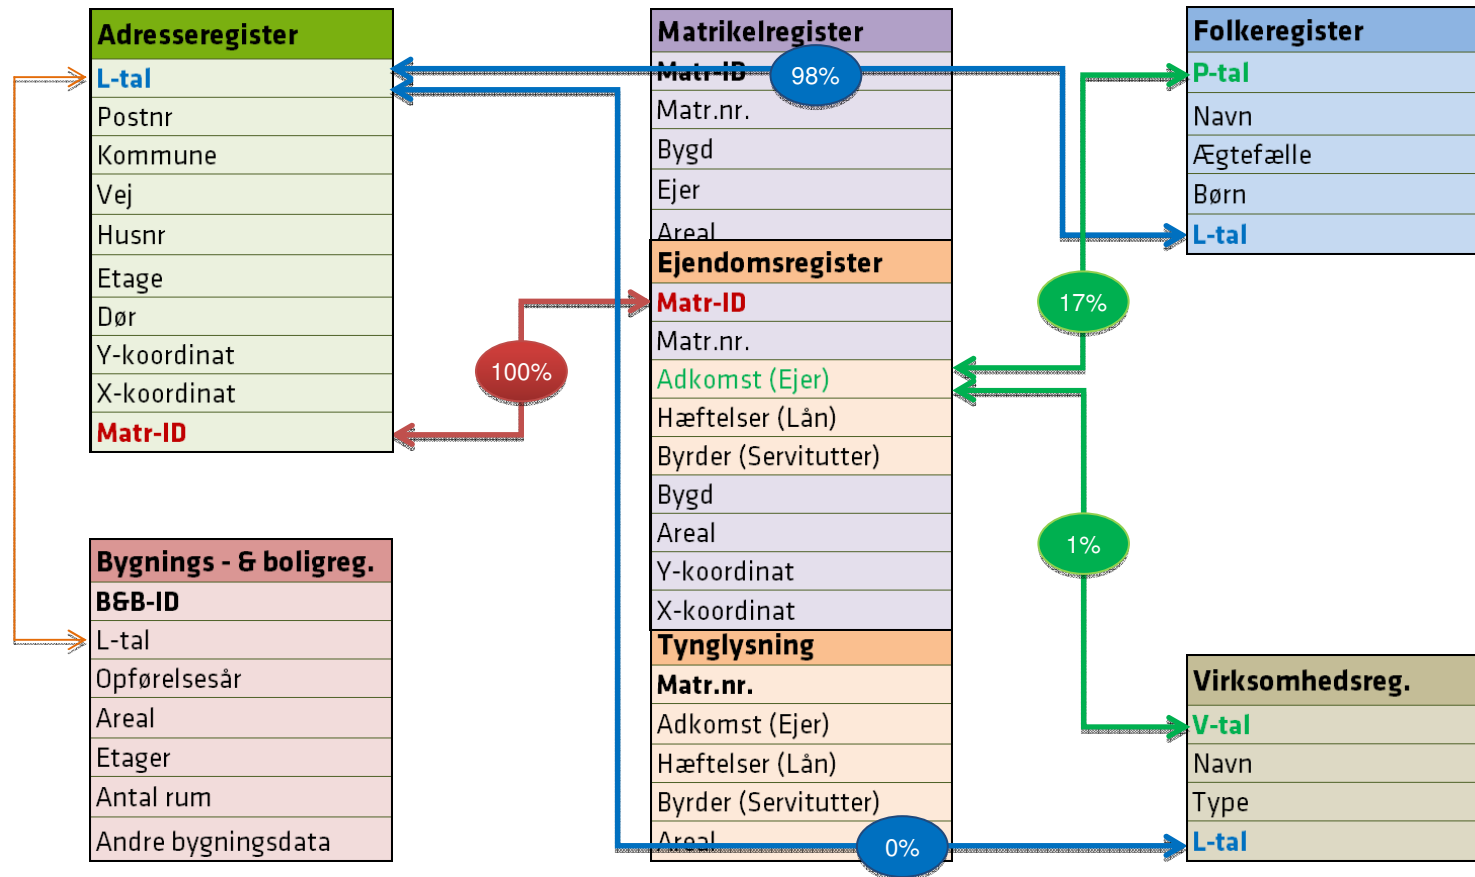 Adresseregister
L-tal
Postnr
Kommune
Vej
Husnr
Etage
Dør
Y-koordinat
X-koordinat
Matr-ID
Bygnings - & boligreg.
B&B-ID
L-tal
Opførelsesår
Areal
Etager
Antal rum
Andre bygningsdata
100%
Matrikelregister
Matr-ID
98%
Matr.nr.
Bygd
Ejer
Areal
Ejendomsregister
Matr-ID
Matr.nr.
Adkomst (Ejer)
Hæftelser (Lån)
Byrder (Servitutter)
Bygd
Areal
Y-koordinat
X-koordinat
Tynglysning
Matr.nr.
Adkomst (Ejer)
Hæftelser (Lån)
Byrder (Servitutter)
Areal
0%
17%
1%
Folkeregister
P-tal
Navn
Ægtefælle
Børn
L-tal
Virksomhedsreg.
V-tal
Navn
Type
L-tal